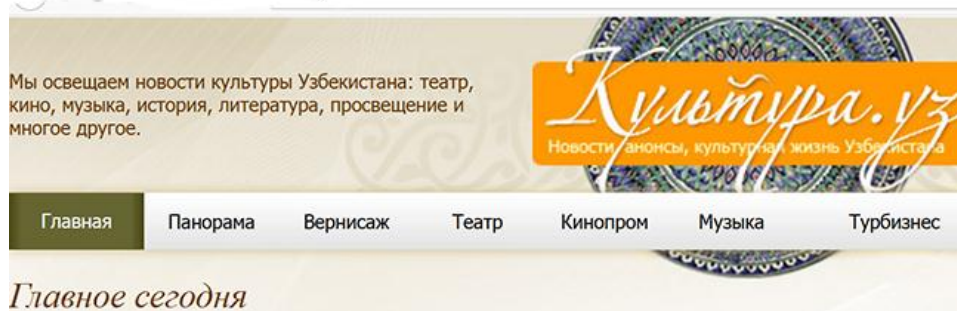 Мы освещаем новости культуры Узбекистана: театр,
кино, музыка, история, литература, просвещение и
многое другое.
Культура.уз
Новости, анонсы, культурная жизнь Узбекистана
Главная Панорама Вернисаж Театр Кинопром Музыка Турбизнес
Главное сегодня